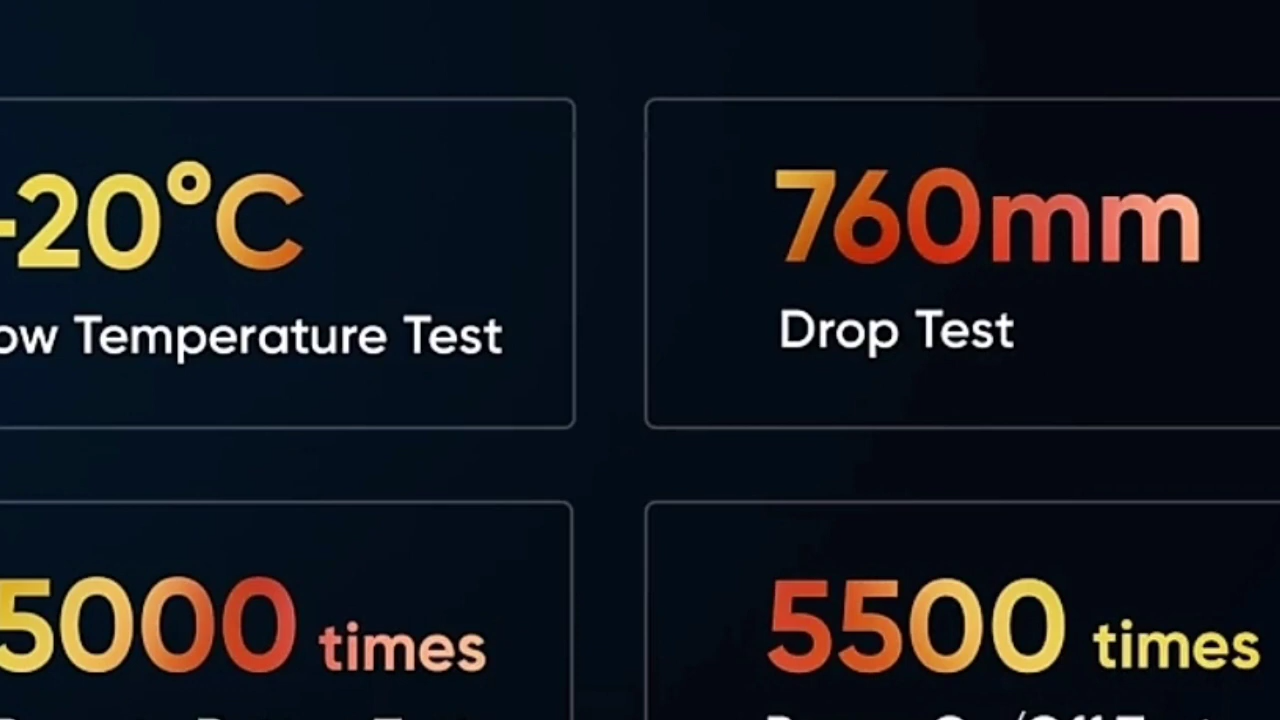 -20°C
ow Temperature Test
760mm
Drop Test
5000 times
5500 times